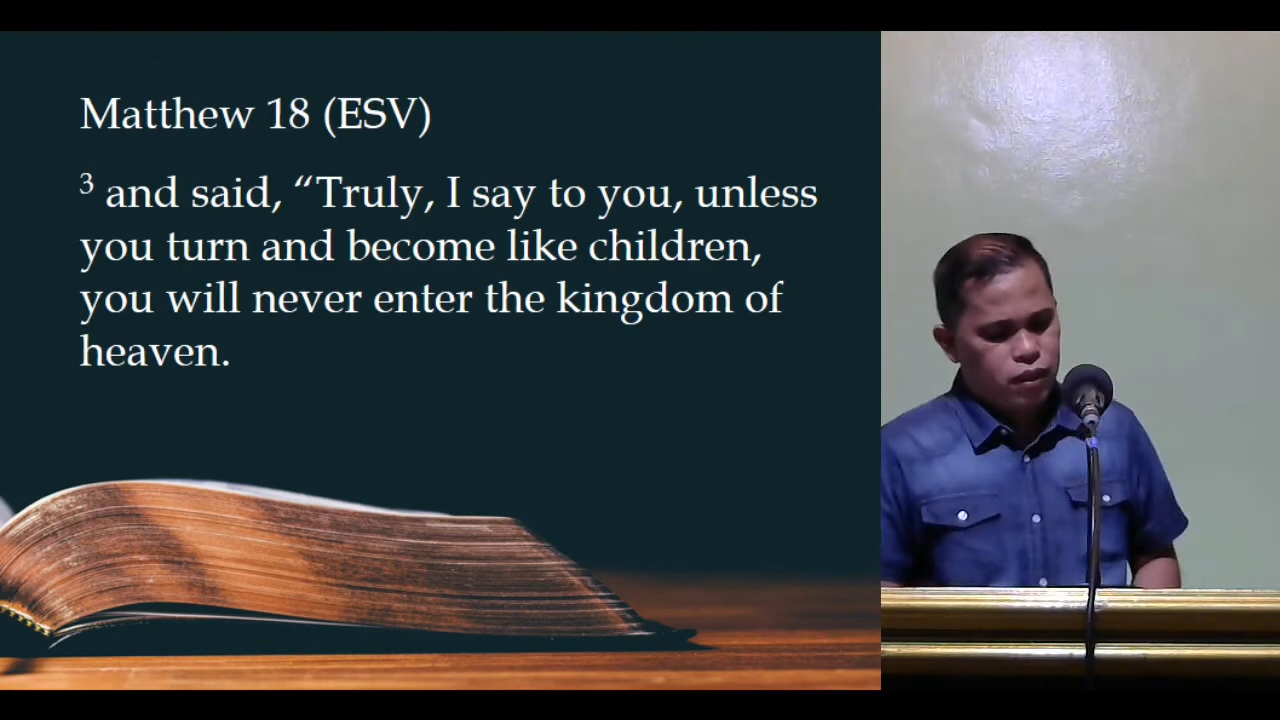 Matthew 18 (ESV)
3 and said, “Truly, I say to you, unless
you turn and become like children,
you will never enter the kingdom of
heaven.